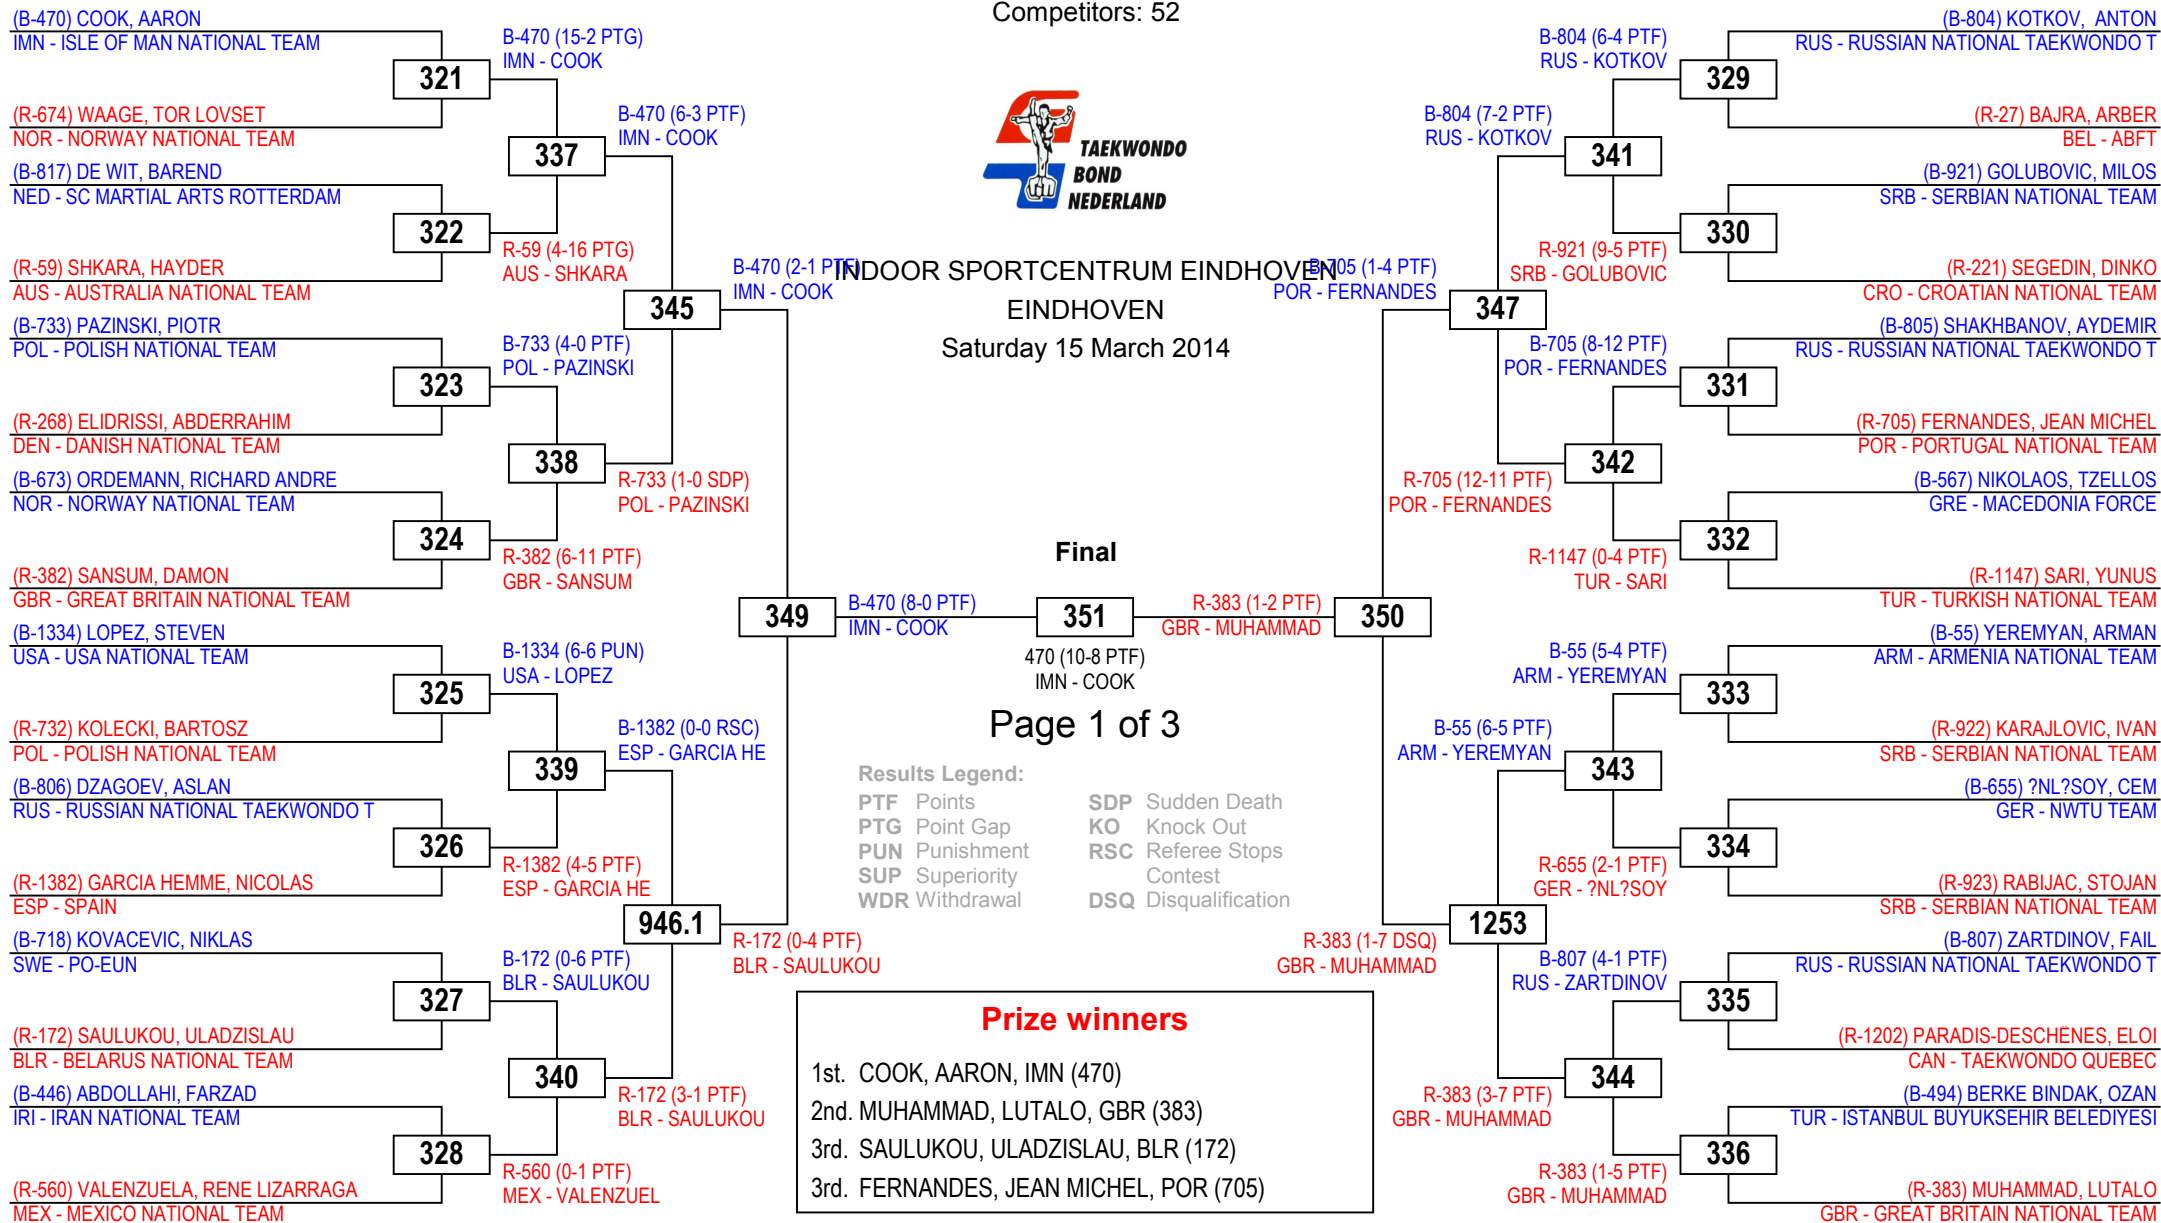 Competitors: 52
(B-470) COOK, AARON
IMN - ISLE OF MAN NATIONAL TEAM
321
(R-674) WAAGE, TOR LOVSET
NOR - NORWAY NATIONAL TEAM
(B-817) DE WIT, BAREND
NED - SC MARTIAL ARTS ROTTERDAM
322
(R-59) SHKARA, HAYDER
AUS - AUSTRALIA NATIONAL TEAM
(B-733) PAZINSKI, PIOTR
POL - POLISH NATIONAL TEAM
323
(R-268) ELIDRISSI, ABDERRAHIM
DEN - DANISH NATIONAL TEAM
(B-673) ORDEMANN, RICHARD ANDRE
NOR - NORWAY NATIONAL TEAM
324
(R-382) SANSUM, DAMON
GBR - GREAT BRITAIN NATIONAL TEAM
(B-1334) LOPEZ, STEVEN
USA - USA NATIONAL TEAM
325
(R-732) KOLECKI, BARTOSZ
POL - POLISH NATIONAL TEAM
(B-806) DZAGOEV, ASLAN
RUS - RUSSIAN NATIONAL TAEKWONDO T
326
(R-1382) GARCIA HEMME, NICOLAS
ESP - SPAIN
(B-718) KOVACEVIC, NIKLAS
SWE - PO-EUN
327
(R-172) SAULUKOU, ULADZISLAU
BLR - BELARUS NATIONAL TEAM
(B-446) ABDOLLAHI, FARZAD
IRI - IRAN NATIONAL TEAM
328
(R-560) VALENZUELA, RENE LIZARRAGA
MEX - MEXICO NATIONAL TEAM
B-470 (15-2 PTG)
IMN - COOK
337
R-59 (4-16 PTG)
AUS - SHKARA
B-733 (4-0 PTF)
POL - PAZINSKI
338
R-382 (6-11 PTF)
GBR - SANSUM
B-1334 (6-6 PUN)
USA - LOPEZ
339
R-1382 (4-5 PTF)
ESP - GARCIA HE
B-172 (0-6 PTF)
BLR - SAULUKOU
340
R-560 (0-1 PTF)
MEX - VALENZUEL
B-470 (6-3 PTF)
IMN - COOK
345
R-733 (1-0 SDP)
POL - PAZINSKI
B-1382 (0-0 RSC)
ESP - GARCIA HE
946.1
R-172 (3-1 PTF)
BLR - SAULUKOU
B-470 (2-1 PTF)
IMN - COOK
349
R-172 (0-4 PTF)
BLR - SAULUKOU
TAEKWONDO
BOND
NEDERLAND
INDOOR SPORTCENTRUM EINDHOVEN
EINDHOVEN
Saturday 15 March 2014
Final
B-470 (8-0 PTF)
IMN - COOK
351
R-383 (1-2 PTF)
GBR - MUHAMMAD
470 (10-8 PTF)
IMN - COOK
Page 1 of 3
Results Legend:
PTF Points SDP Sudden Death
PTG Point Gap KO Knock Out
PUN Punishment RSC Referee Stops
SUP Superiority Contest
WDR Withdrawal DSQ Disqualification
Prize winners
1st. COOK, AARON, IMN (470)
2nd. MUHAMMAD, LUTALO, GBR (383)
3rd. SAULUKOU, ULADZISLAU, BLR (172)
3rd. FERNANDES, JEAN MICHEL, POR (705)
B-705 (1-4 PTF)
POR - FERNANDES
350
R-383 (1-7 DSQ)
GBR - MUHAMMAD
B-804 (7-2 PTF)
RUS - KOTKOV
347
R-705 (12-11 PTF)
POR - FERNANDES
B-55 (6-5 PTF)
ARM - YEREMYAN
1253
R-383 (3-7 PTF)
GBR - MUHAMMAD
B-804 (6-4 PTF)
RUS - KOTKOV
341
R-921 (9-5 PTF)
SRB - GOLUBOVIC
B-705 (8-12 PTF)
POR - FERNANDES
342
R-1147 (0-4 PTF)
TUR - SARI
B-55 (5-4 PTF)
ARM - YEREMYAN
343
R-655 (2-1 PTF)
GER - ?NL?SOY
B-807 (4-1 PTF)
RUS - ZARTDINOV
344
R-383 (1-5 PTF)
GBR - MUHAMMAD
(B-804) KOTKOV, ANTON
RUS - RUSSIAN NATIONAL TAEKWONDO T
329
(R-27) BAJRA, ARBER
BEL - ABFT
(B-921) GOLUBOVIC, MILOS
SRB - SERBIAN NATIONAL TEAM
330
(R-221) SEGEDIN, DINKO
CRO - CROATIAN NATIONAL TEAM
(B-805) SHAKHBANOV, AYDEMIR
RUS - RUSSIAN NATIONAL TAEKWONDO T
331
(R-705) FERNANDES, JEAN MICHEL
POR - PORTUGAL NATIONAL TEAM
(B-567) NIKOLAOS, TZELLOS
GRE - MACEDONIA FORCE
332
(R-1147) SARI, YUNUS
TUR - TURKISH NATIONAL TEAM
(B-55) YEREMYAN, ARMAN
ARM - ARMENIA NATIONAL TEAM
333
(R-922) KARAJLOVIC, IVAN
SRB - SERBIAN NATIONAL TEAM
(B-655) ?NL?SOY, CEM
GER - NWTU TEAM
334
(R-923) RABIJAC, STOJAN
SRB - SERBIAN NATIONAL TEAM
(B-807) ZARTDINOV, FAIL
RUS - RUSSIAN NATIONAL TAEKWONDO T
335
(R-1202) PARADIS-DESCHÊNES, ELOI
CAN - TAEKWONDO QUEBEC
(B-494) BERKE BINDAK, OZAN
TUR - ISTANBUL BUYUKSEHIR BELEDIYESI
336
(R-383) MUHAMMAD, LUTALO
GBR - GREAT BRITAIN NATIONAL TEAM